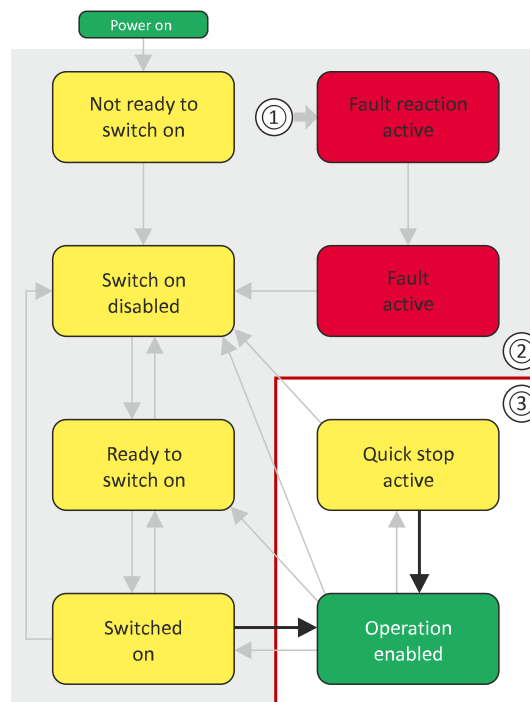 Power on
Not ready to
switch on
①
Fault reaction
active
Switch on
disabled
Fault
active
②
③
Ready to
switch on
Quick stop
active
Switched
on
Operation
enabled